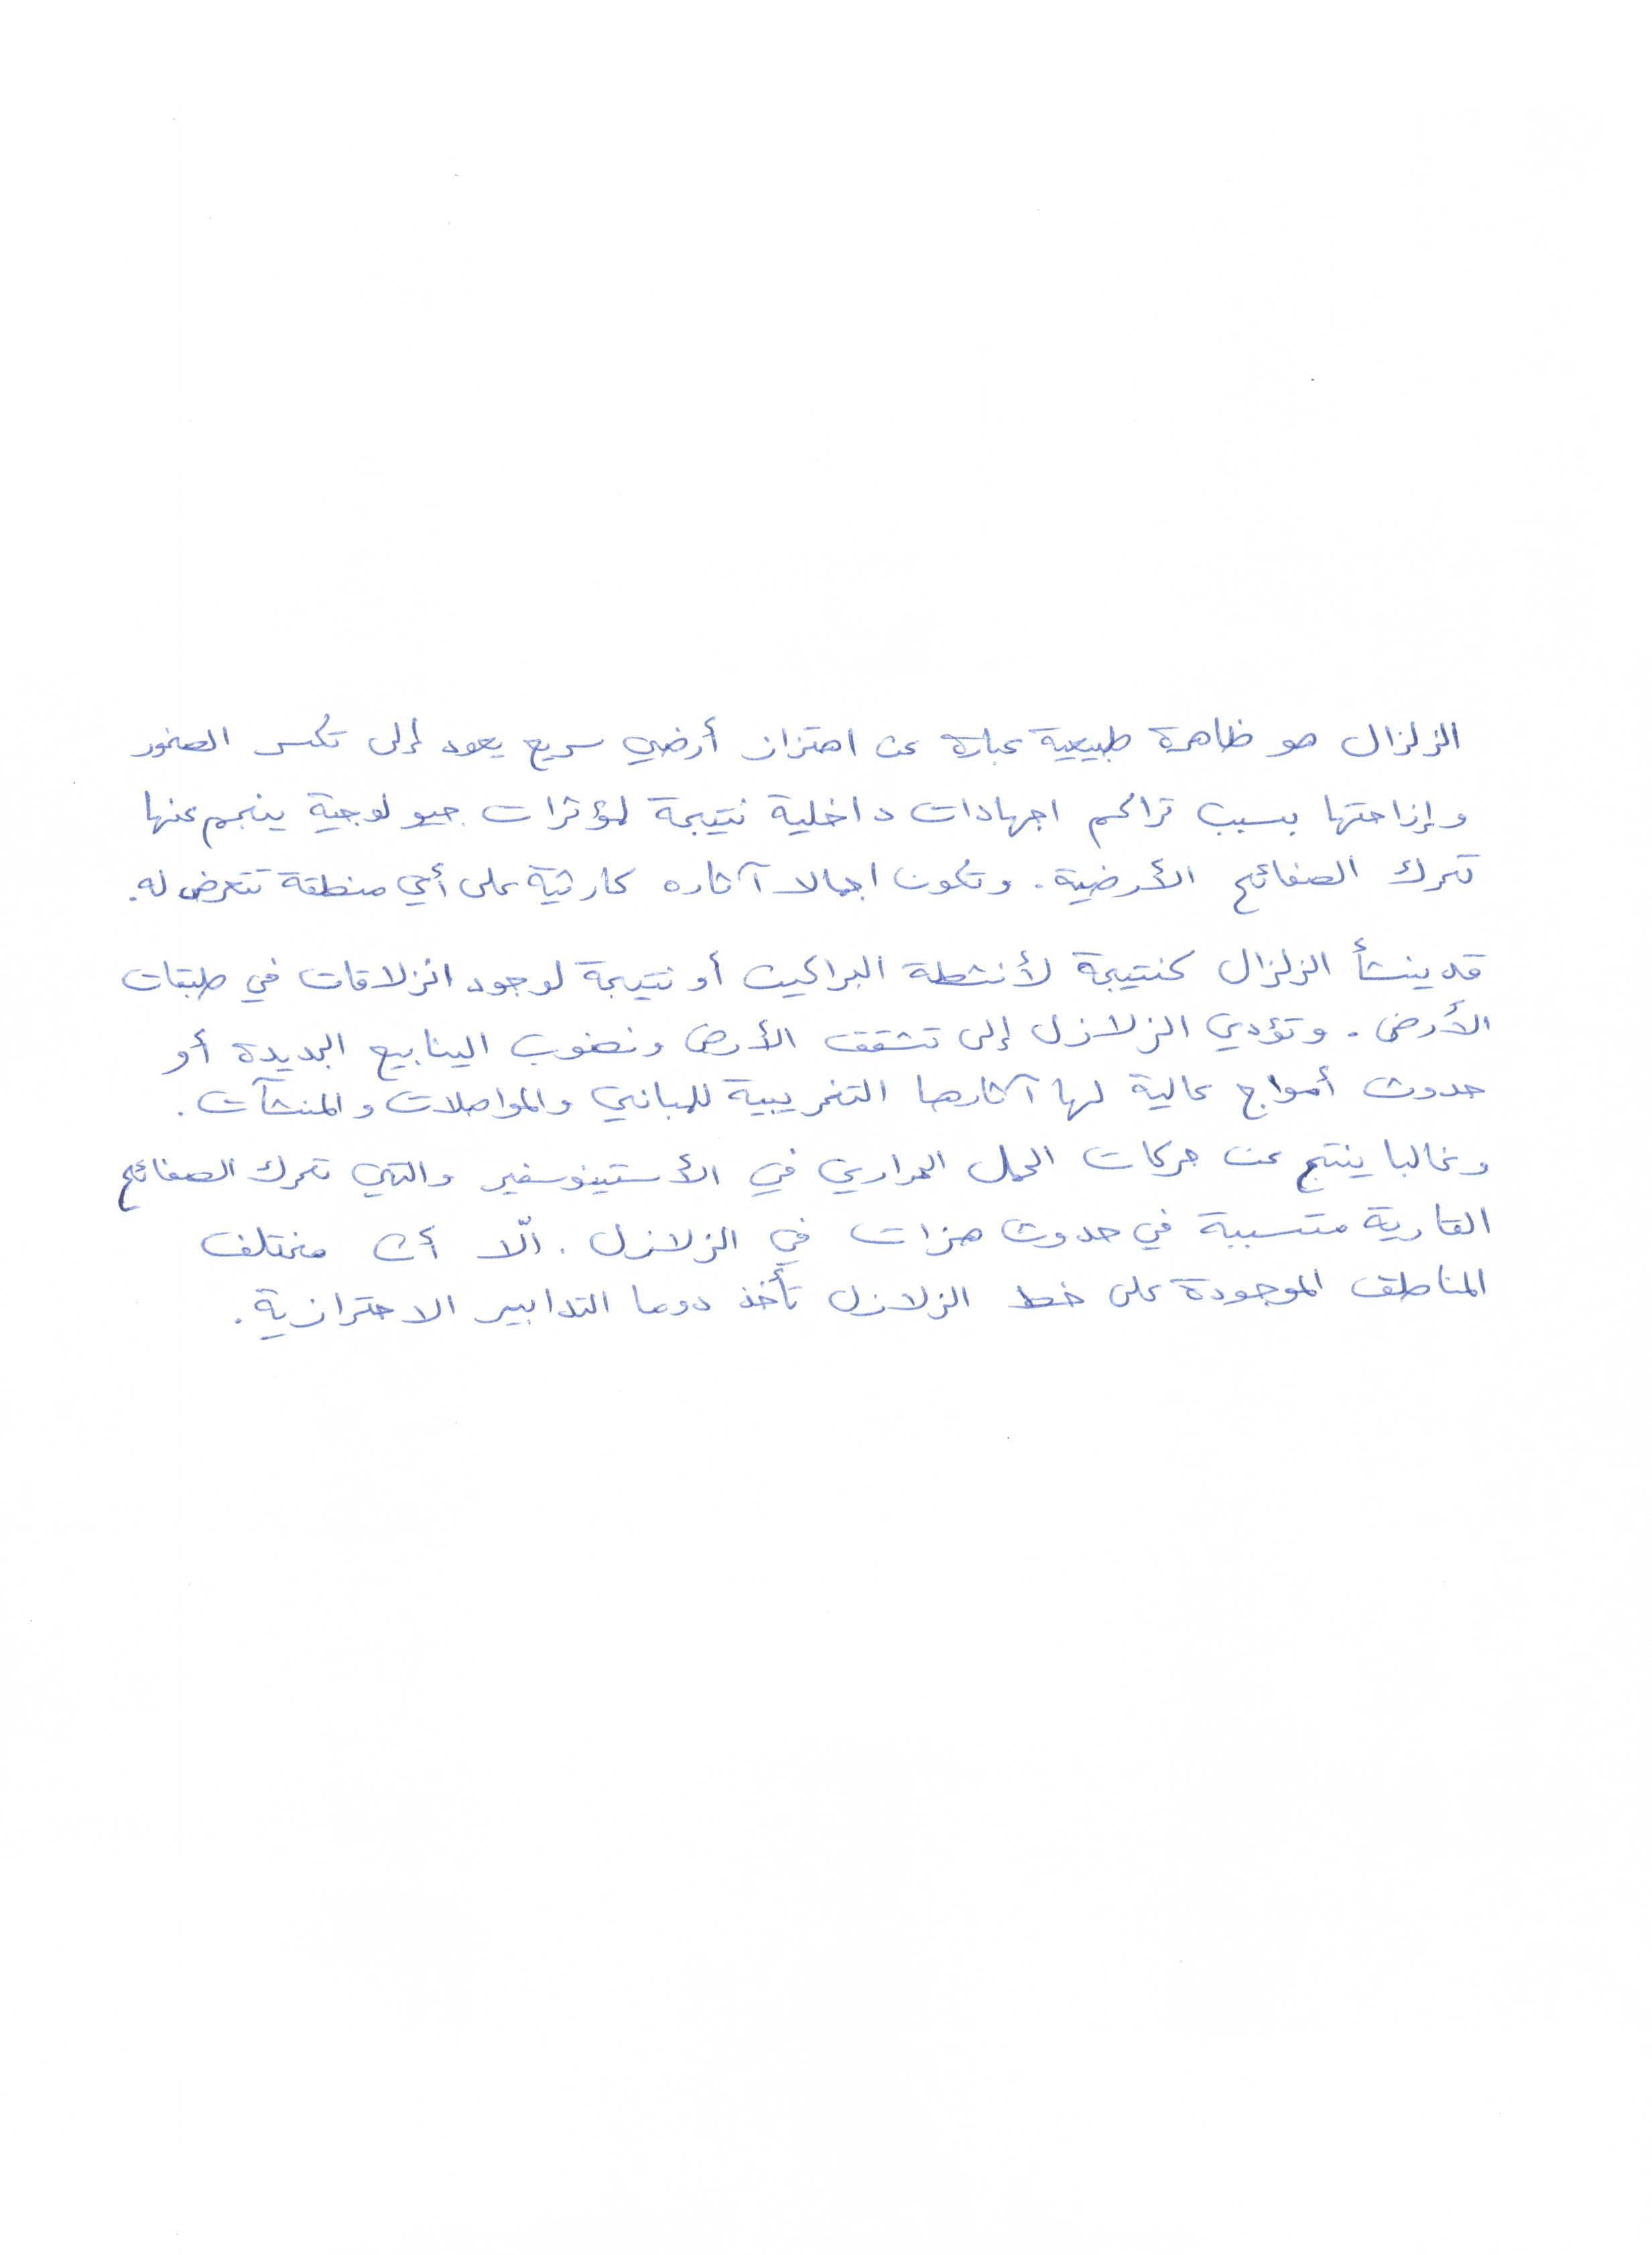 الزلزال هو ظاهرة طبيعية عبارة عن اهتزاز أرضي سريع يعود إلى تكسر الصخور
وإزاحتها بسبب تراكم اجهادات داخلية نتيجة لمؤثرات جيولوجية ينجم عنها
تحرك الصفائح الأرضية. وتكون اجمالا آثاره كارثية على أي منطقة تتعرض له.
قد ينشأ الزلزال كنتيجة لأنشطة البراكين أو نتيجة لوجود انزلاقات في طبقات
الأرض. وتؤدي الزلازل إلى تشقق الأرض ونضوب الينابيع الجديدة أو
حدوث أمواج عالية لها آثارها التخريبية للمباني والمواصلات والمنشآت.
وغالبا ينتج عن حركات الحمل الحراري في الأستينوسفير والتي تحرك الصفائح
القارية متسببة في حدوث هزات في الزلازل. الّا أن مختلف
المناطق الموجودة على خط الزلازل تأخذ دوما التدابير الاحترازية.